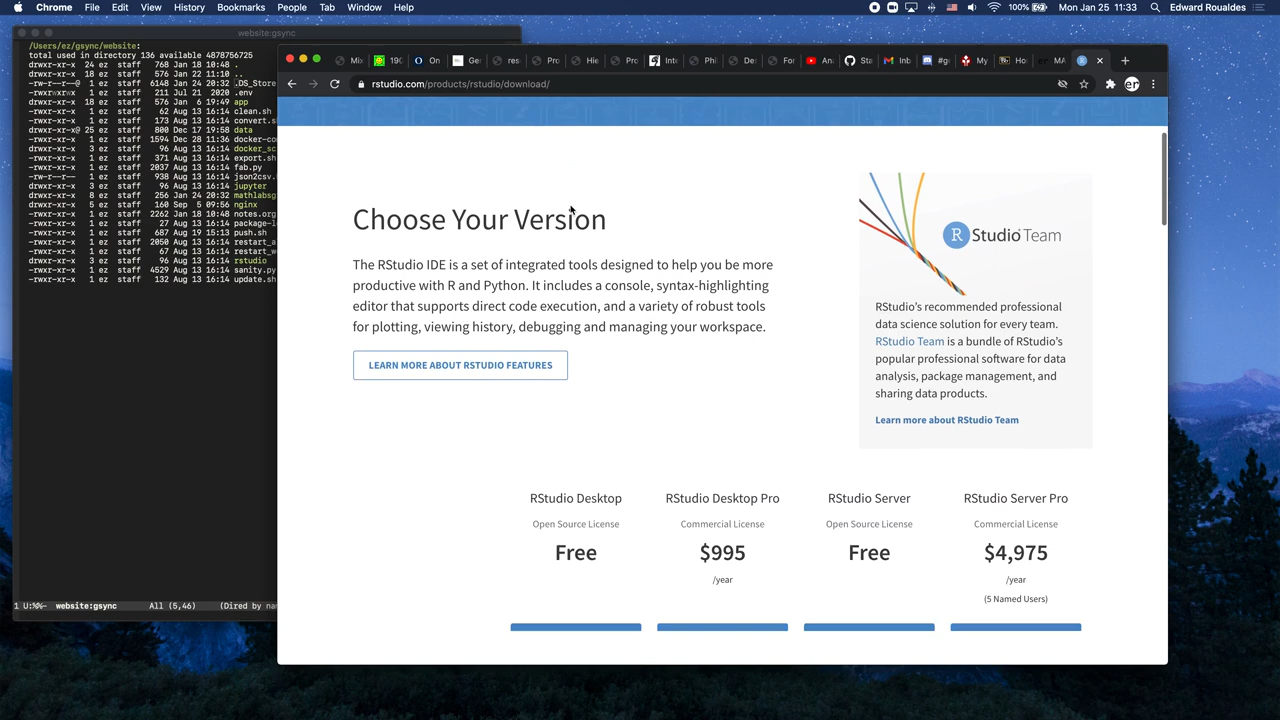 Chrome File Edit View History Bookmarks People Tab Window Help 100% Mon Jan 25 11:33 Edward Roualdes
website:gsync
/Users/ez/gsync/website:
total used in directory 136 available 4878756725
drwxr-xr-x 24 ez staff 768 Jan 18 10:48 .
drwxr-xr-x 18 ez staff 576 Jan 22 11:10 ..
-rw-r--r--@ 1 ez staff 6148 Jan 24 20:32 .DS_Store
-rwxr-xr-x 1 ez staff 211 Jul 21 2020 .env
drwxr-xr-x 18 ez staff 576 Jan 6 19:49 app
-rwxr-xr-x 1 ez staff 62 Aug 13 16:14 clean.sh
-rwxr-xr-x 1 ez staff 173 Aug 13 16:14 convert.s
drwxr-xr-x@ 25 ez staff 800 Dec 17 19:58 data
-rwxr-xr-x 1 ez staff 1594 Dec 28 11:36 docker-co
drwxr-xr-x 3 ez staff 96 Aug 13 16:14 docker_sc
-rwxr-xr-x 1 ez staff 371 Aug 13 16:14 export.sh
-rwxr-xr-x 1 ez staff 2037 Aug 13 16:14 fab.py
-rw-r--r-- 1 ez staff 938 Aug 13 16:14 json2csv.
drwxr-xr-x 3 ez staff 96 Aug 13 16:14 jupyter
drwxr-xr-x 8 ez staff 256 Jan 24 20:32 mathlabsg
drwxr-xr-x 5 ez staff 160 Sep 5 09:56 nginx
-rwxr-xr-x 1 ez staff 2262 Jan 18 10:48 notes.org
-rwxr-xr-x 1 ez staff 27 Aug 13 16:14 package-l
-rwxr-xr-x 1 ez staff 687 Aug 19 15:13 push.sh
-rwxr-xr-x 1 ez staff 2050 Aug 13 16:14 restart_a
-rwxr-xr-x 1 ez staff 67 Aug 13 16:14 restart_w
drwxr-xr-x 3 ez staff 96 Aug 13 16:14 rstudio
-rwxr-xr-x 1 ez staff 4529 Aug 13 16:14 sanity.py
-rwxr-xr-x 1 ez staff 132 Aug 13 16:14 update.sh
1 U:%%- website:gsync All (5,46) (Dired by na
Mix 190 On Ge res Pro Hie Pro Inte Phi De For An Sta Inb #g My Ho MA
rstudio.com/products/rstudio/download/
Choose Your Version
The RStudio IDE is a set of integrated tools designed to help you be more
productive with R and Python. It includes a console, syntax-highlighting
editor that supports direct code execution, and a variety of robust tools
for plotting, viewing history, debugging and managing your workspace.
LEARN MORE ABOUT RSTUDIO FEATURES
R Studio Team
RStudio's recommended professional
data science solution for every team.
RStudio Team is a bundle of RStudio's
popular professional software for data
analysis, package management, and
sharing data products.
Learn more about RStudio Team
RStudio Desktop RStudio Desktop Pro RStudio Server RStudio Server Pro
Open Source License Commercial License Open Source License Commercial License
Free $995 Free $4,975
/year /year
(5 Named Users)